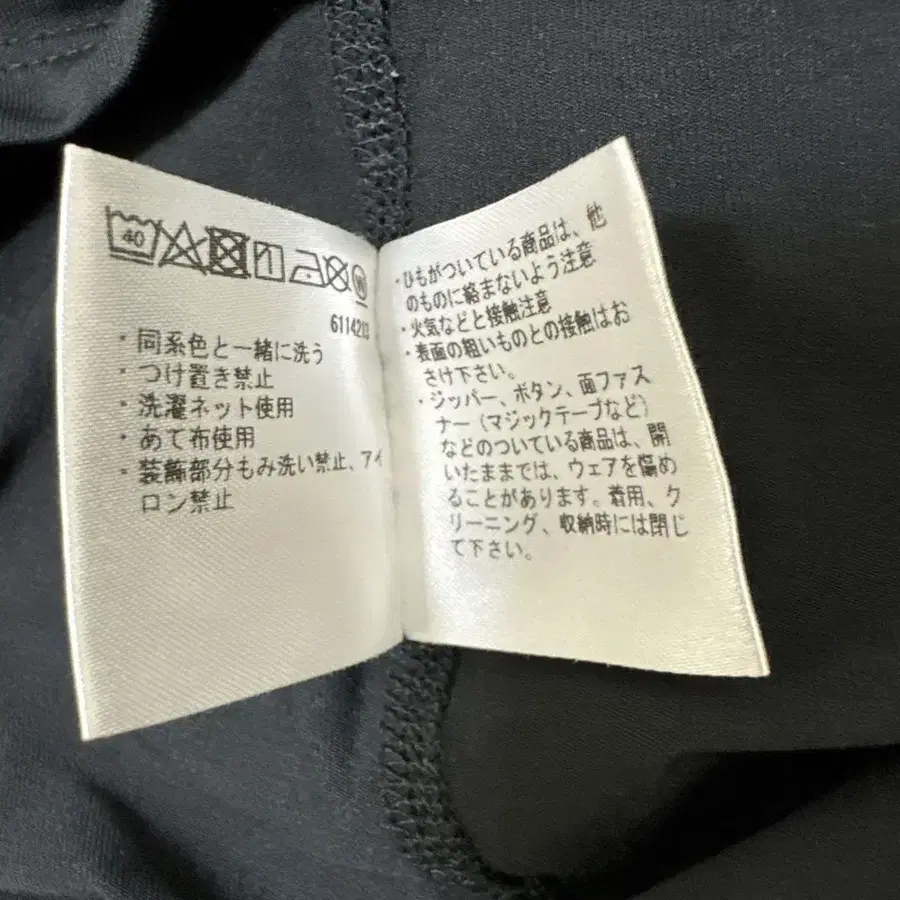 40
W
6114213
・同系色と一緒に洗う
・つけ置き禁止
・洗濯ネット使用
・あて布使用
・装飾部分もみ洗い禁止、アイ
ロン禁止
・ひもがついている商品は、他
のものに絡まないよう注意
・火気などと接触注意
・表面の粗いものとの接触はお
さけ下さい。
・ジッパー、ボタン、面ファス
ナー（マジックテープなど）
などのついている商品は、開
いたままでは、ウェアを傷め
ることがあります。着用、ク
リーニング、収納時には閉じ
て下さい。